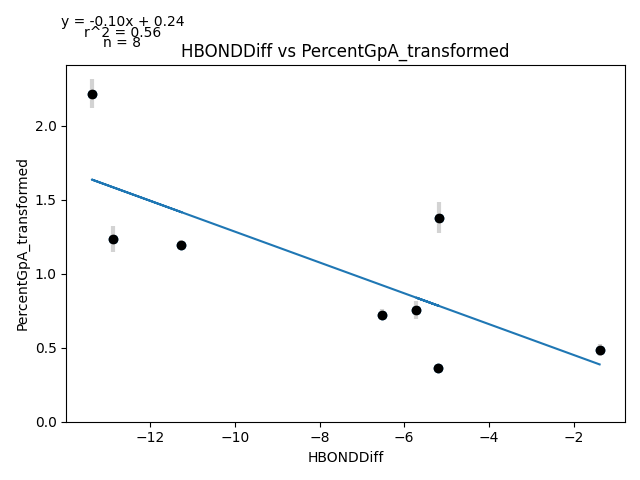 y = -0.10x + 0.24
r^2 = 0.56
n = 8
HBONDDiff vs PercentGpA_transformed
PercentGpA_transformed
2.0
1.5
1.0
0.5
0.0
−12
−10
−8
−6
−4
−2
HBONDDiff